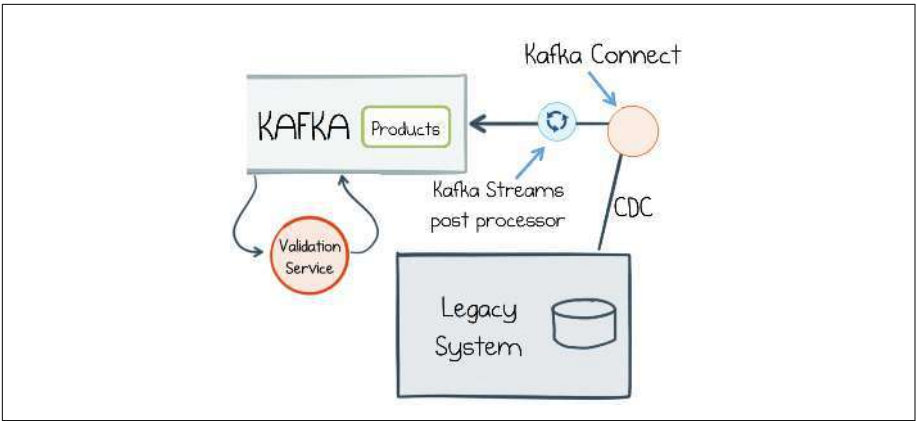 Kafka Connect
KAFKA
Products
Kafka Streams
post processor
CDC
Validation
Service
Legacy
System